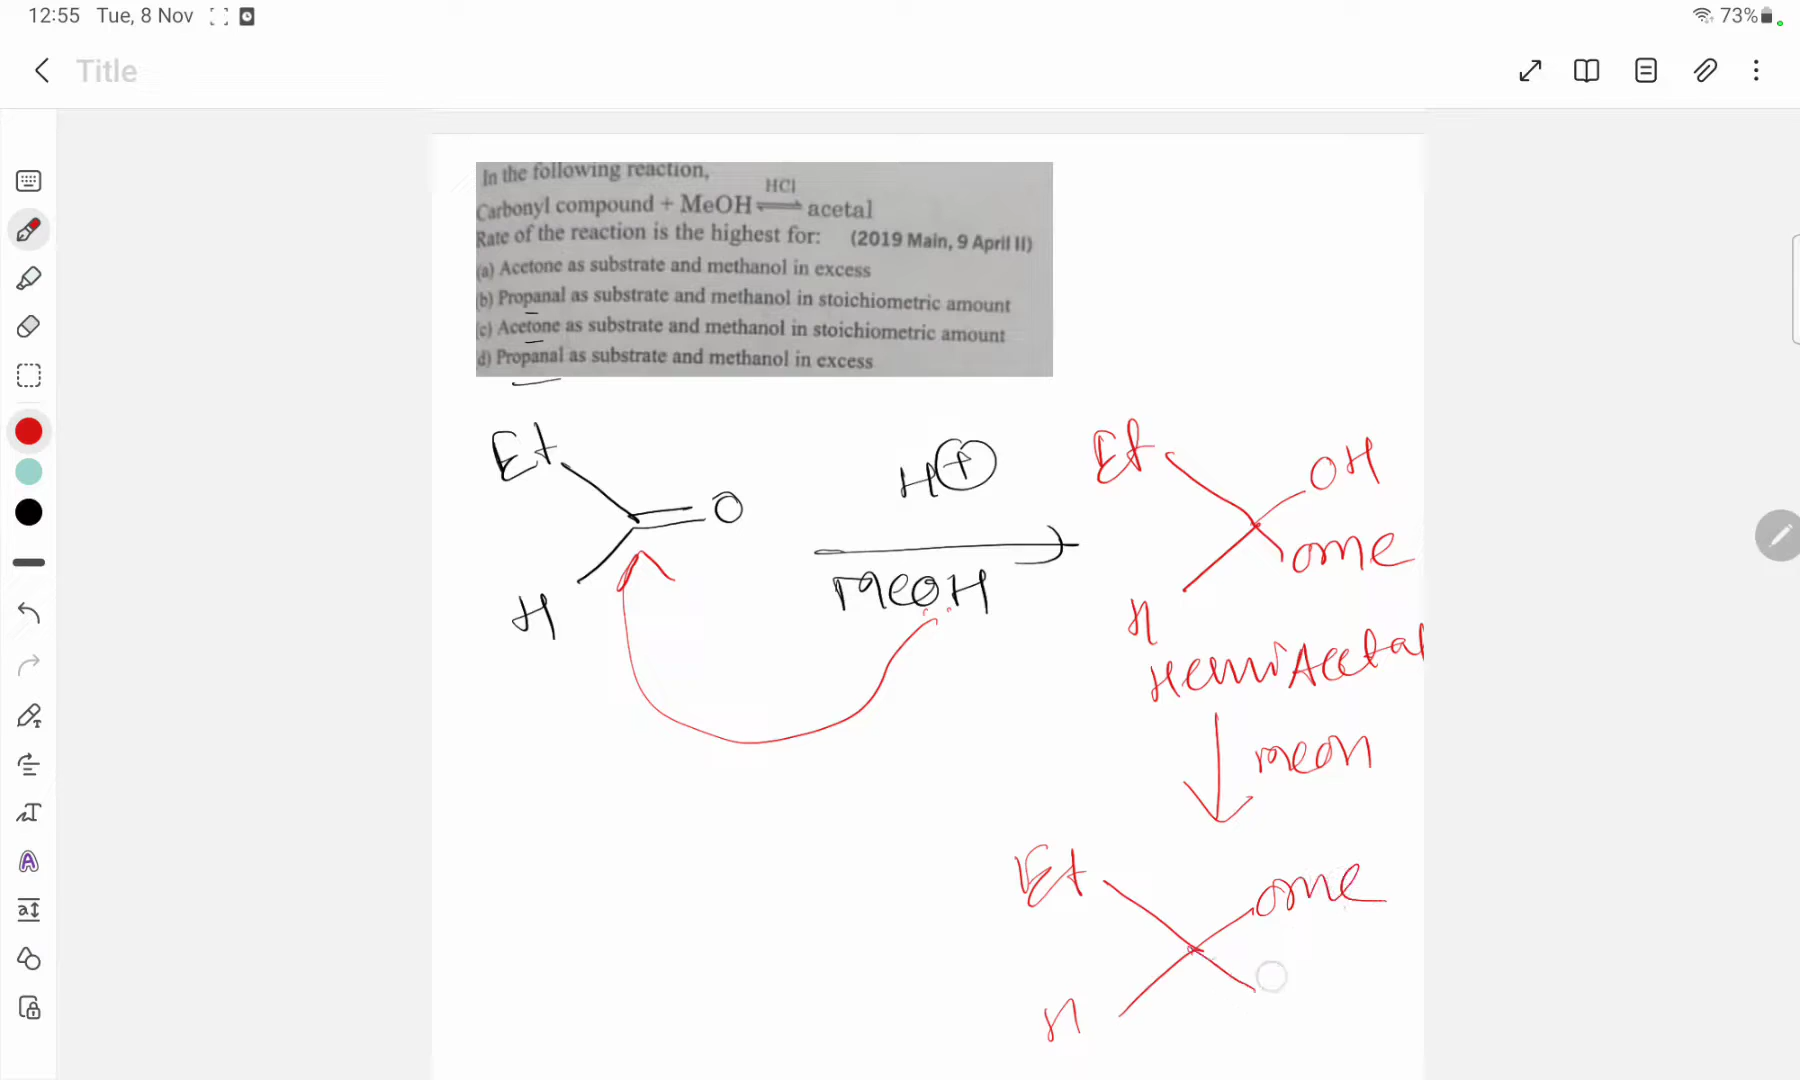 12:55 Tue, 8 Nov
73%
Title
In the following reaction,
HCl
Carbonyl compound + MeOH ⇌ acetal
Rate of the reaction is the highest for: (2019 Main, 9 April II)
(a) Acetone as substrate and methanol in excess
(b) Propanal as substrate and methanol in stoichiometric amount
(c) Acetone as substrate and methanol in stoichiometric amount
d) Propanal as substrate and methanol in excess
Et
O
H
H+
MeOH
Et
OH
OMe
H
HemiAcetal
MeOH
Et
OMe
H